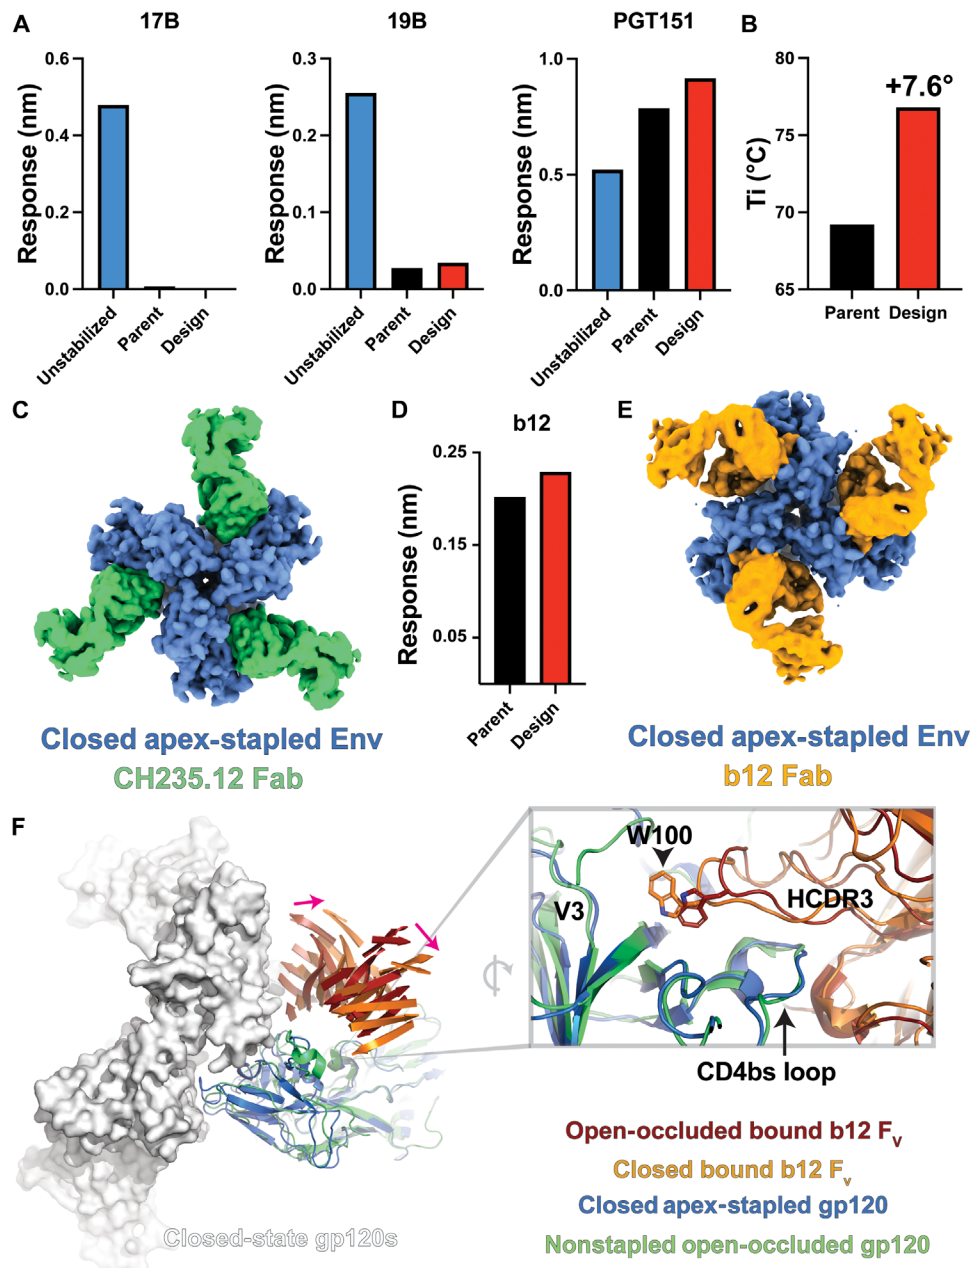 A
17B
Response (nm)
0.6
0.4
0.2
0.0
Unstabilized
Parent
Design
19B
Response (nm)
0.3
0.2
0.1
0.0
Unstabilized
Parent
Design
PGT151
Response (nm)
1.0
0.5
0.0
Unstabilized
Parent
Design
B
Ti (°C)
80
75
70
65
+7.6°
Parent
Design
C
Closed apex-stapled Env
CH235.12 Fab
D
b12
Response (nm)
0.25
0.15
0.05
Parent
Design
E
Closed apex-stapled Env
b12 Fab
F
Closed-state gp120s
W100
V3
HCDR3
CD4bs loop
Open-occluded bound b12 Fv
Closed bound b12 Fv
Closed apex-stapled gp120
Nonstapled open-occluded gp120